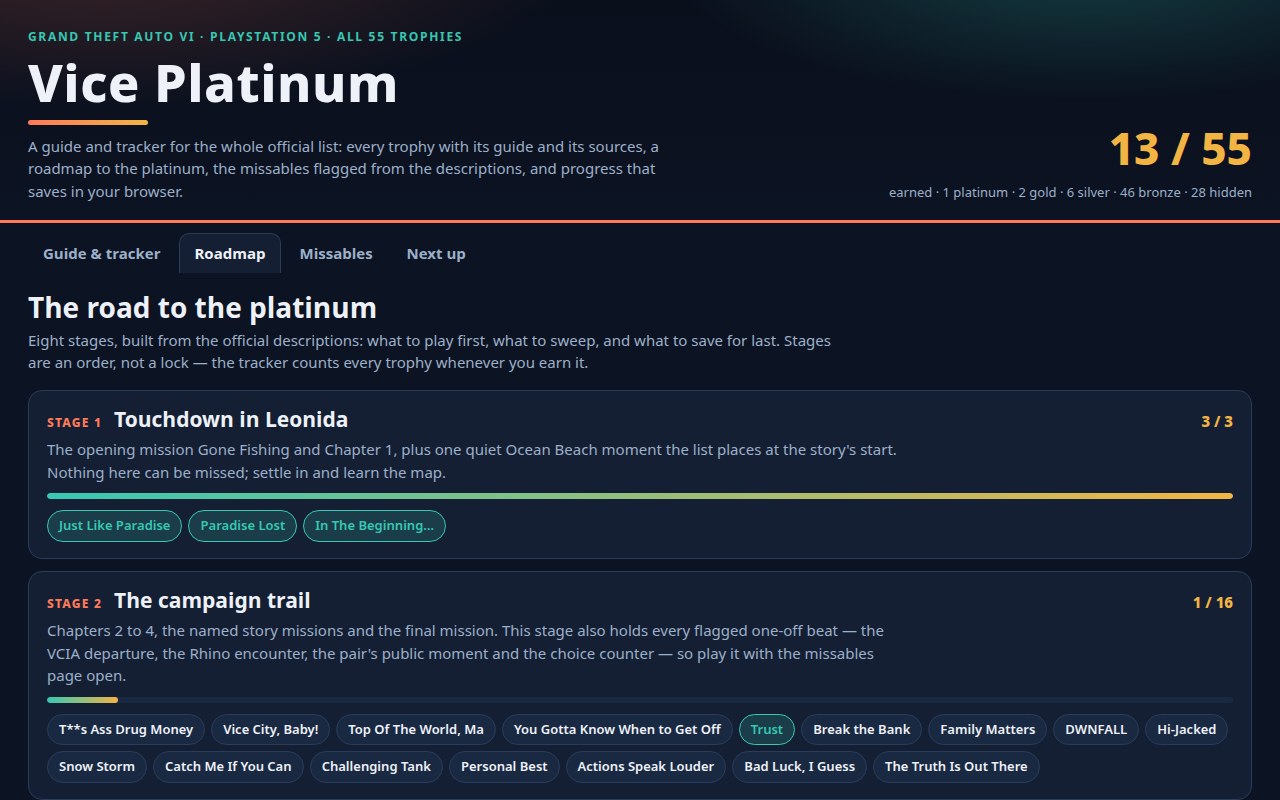 GRAND THEFT AUTO VI · PLAYSTATION 5 · ALL 55 TROPHIES
Vice Platinum
A guide and tracker for the whole official list: every trophy with its guide and its sources, a
roadmap to the platinum, the missables flagged from the descriptions, and progress that
saves in your browser.
13 / 55
earned · 1 platinum · 2 gold · 6 silver · 46 bronze · 28 hidden
Guide & tracker Roadmap Missables Next up
The road to the platinum
Eight stages, built from the official descriptions: what to play first, what to sweep, and what to save for last. Stages
are an order, not a lock — the tracker counts every trophy whenever you earn it.
STAGE 1 Touchdown in Leonida 3 / 3
The opening mission Gone Fishing and Chapter 1, plus one quiet Ocean Beach moment the list places at the story's start.
Nothing here can be missed; settle in and learn the map.
Just Like Paradise Paradise Lost In The Beginning...
STAGE 2 The campaign trail 1 / 16
Chapters 2 to 4, the named story missions and the final mission. This stage also holds every flagged one-off beat — the
VCIA departure, the Rhino encounter, the pair's public moment and the choice counter — so play it with the missables
page open.
T**s Ass Drug Money Vice City, Baby! Top Of The World, Ma You Gotta Know When to Get Off Trust Break the Bank Family Matters DWNFALL Hi-Jacked
Snow Storm Catch Me If You Can Challenging Tank Personal Best Actions Speak Louder Bad Luck, I Guess The Truth Is Out There